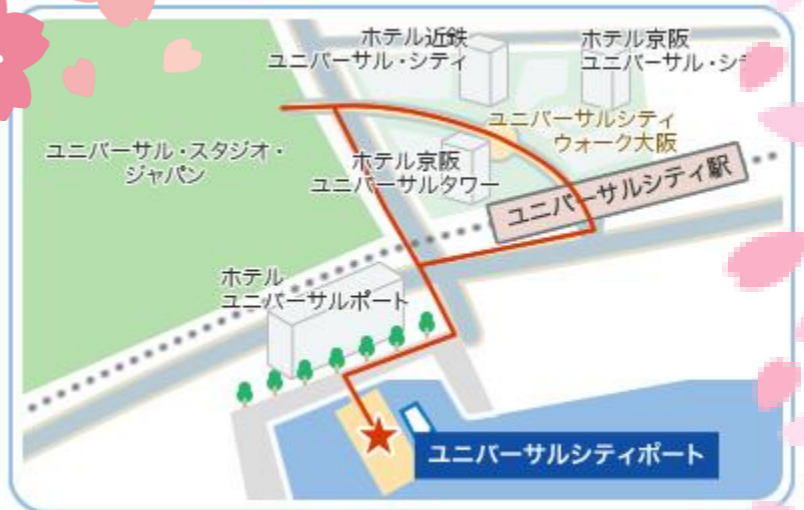 ホテル近鉄
ユニバーサル・シティ
ホテル京阪
ユニバーサル・シテ
ユニバーサルシティ
ウォーク大阪
ユニバーサル・スタジオ・
ジャパン
ホテル京阪
ユニバーサルタワー
ユニバーサルシティ駅
ホテル
ユニバーサルポート
ユニバーサルシティポート